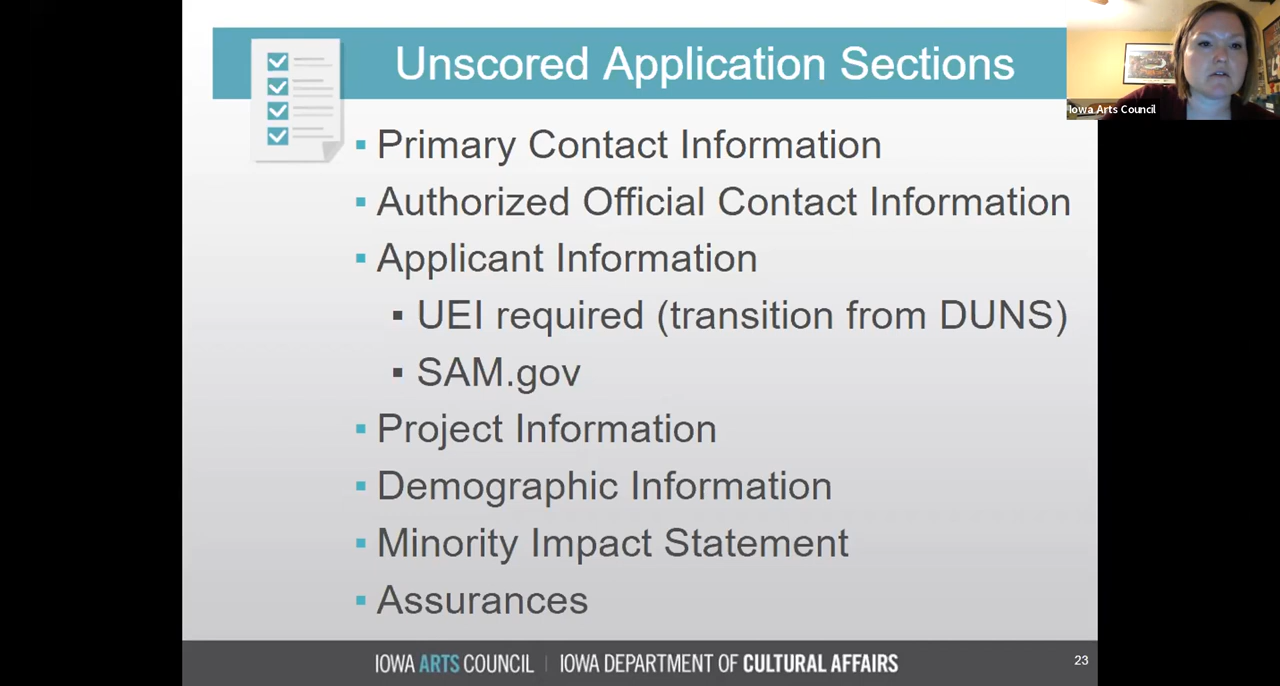 Unscored Application Sections
Iowa Arts Council
▪ Primary Contact Information
▪ Authorized Official Contact Information
▪ Applicant Information
▪ UEI required (transition from DUNS)
▪ SAM.gov
▪ Project Information
▪ Demographic Information
▪ Minority Impact Statement
▪ Assurances
IOWA ARTS COUNCIL | IOWA DEPARTMENT OF CULTURAL AFFAIRS
23